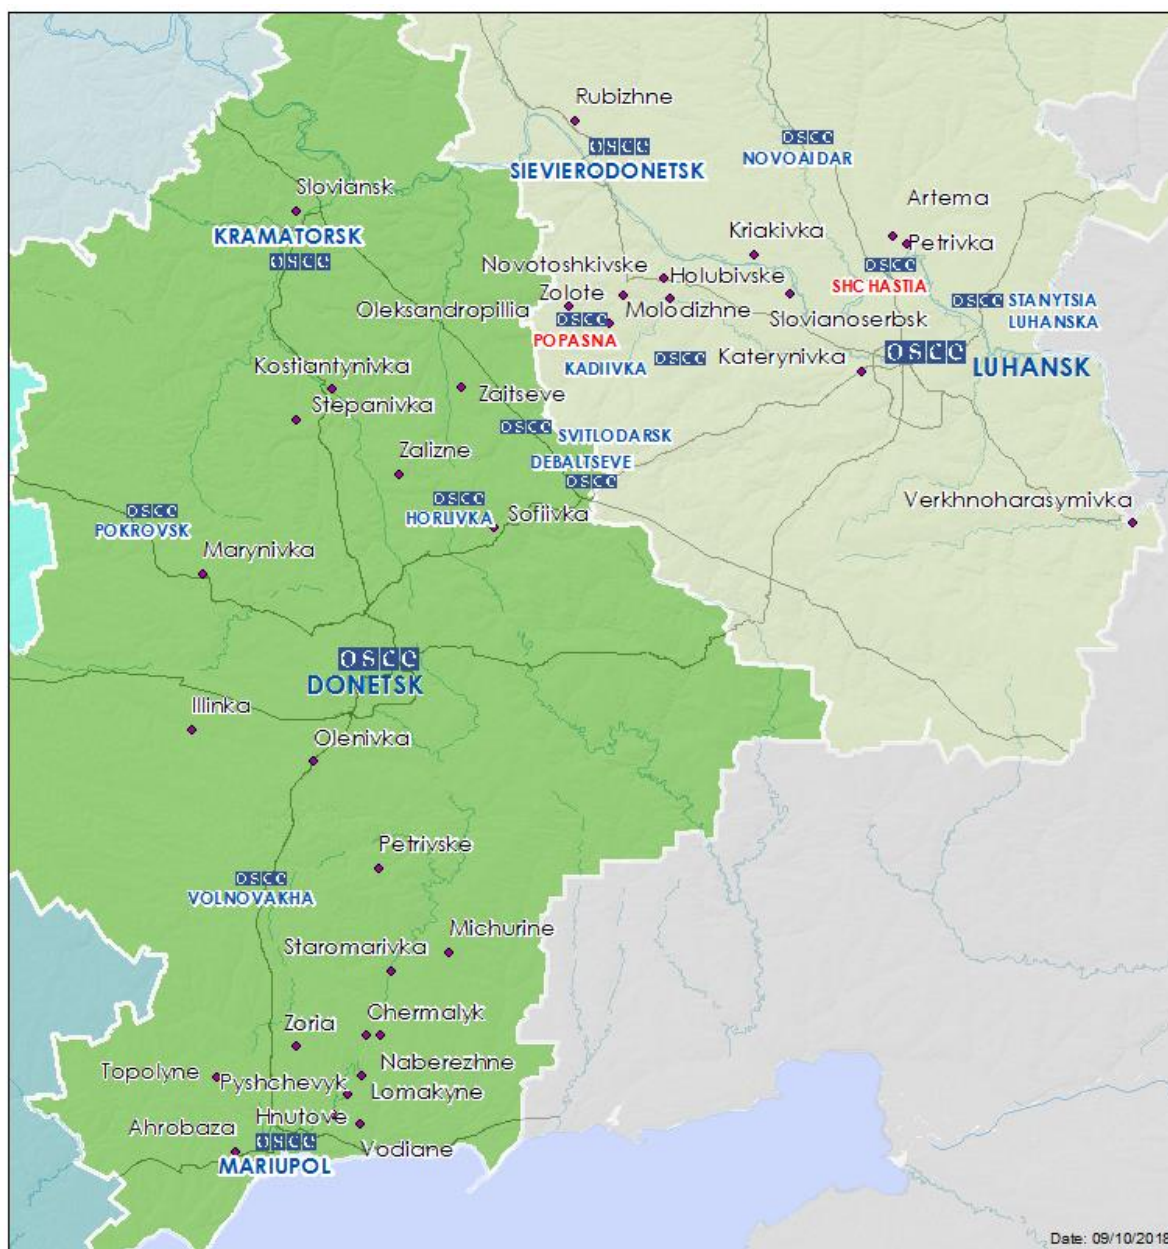 Rubizhne
OSCE
SIEVIERODONETSK
OSCE
NOVOAIDAR
Sloviansk
KRAMATORSK
OSCE
Artema
Petrivka
Kriakivka
OSCE
SHCHASTIA
Novotoshkivske
Holubivske
Zolote
Oleksandropillia
Molodizhne
OSCE
POPASNA
Slovianoserbsk
OSCE
STANYTSIA
LUHANSKA
KADIIVKA
OSCE
Katerynivka
OSCE
LUHANSK
Kostiantynivka
Stepanivka
Zaitseve
OSCE
SVITLODARSK
DEBALTSEVE
OSCE
Zalizne
OSCE
HORLIVKA
Sofiivka
Verkhnoharasymivka
OSCE
POKROVSK
Marynivka
OSCE
DONETSK
Illinka
Olenivka
Petrivske
OSCE
VOLNOVAKHA
Michurine
Staromarivka
Chermalyk
Zoria
Naberezhne
Topolyne
Pyshchevyk
Lomakyne
Hnutove
Ahrobaza
Vodiane
OSCE
MARIUPOL
Date: 09/10/2018